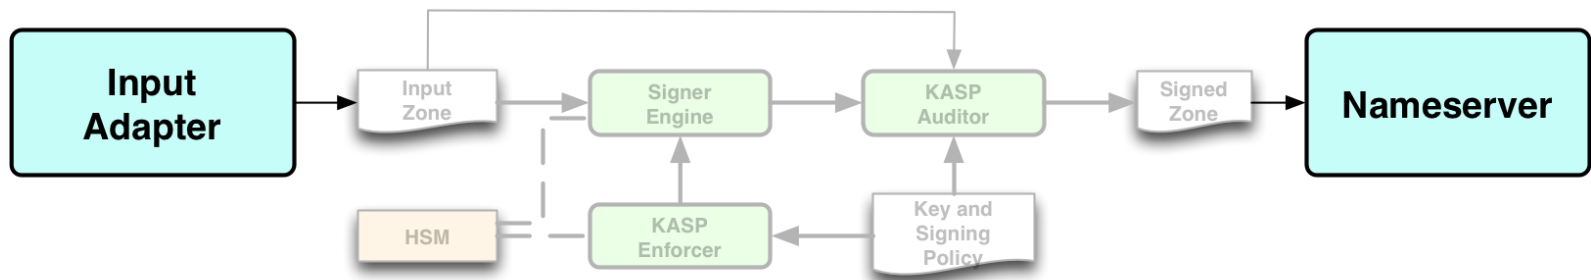 Input
Adapter
Input
Zone
Signer
Engine
KASP
Auditor
Signed
Zone
Nameserver
HSM
KASP
Enforcer
Key and
Signing
Policy